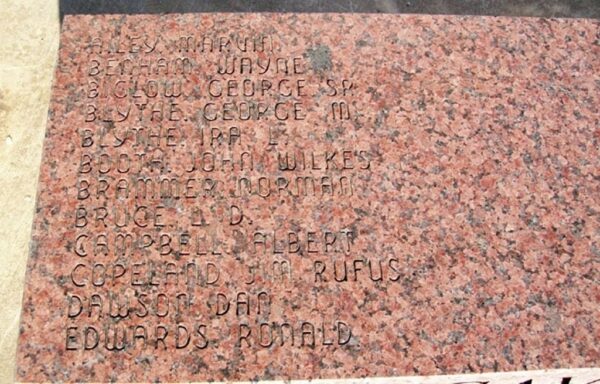 AILEY MARVIN
BENHAM WAYNE
BIGLOW GEORGE SR
BLYTHE GEORGE M
BLYTHE IRA L
BOOTH JOHN WILKES
BRAMMER NORMAN
BRUCE L D
CAMPBELL ALBERT
COPELAND JIM RUFUS
DAWSON DAN
EDWARDS RONALD